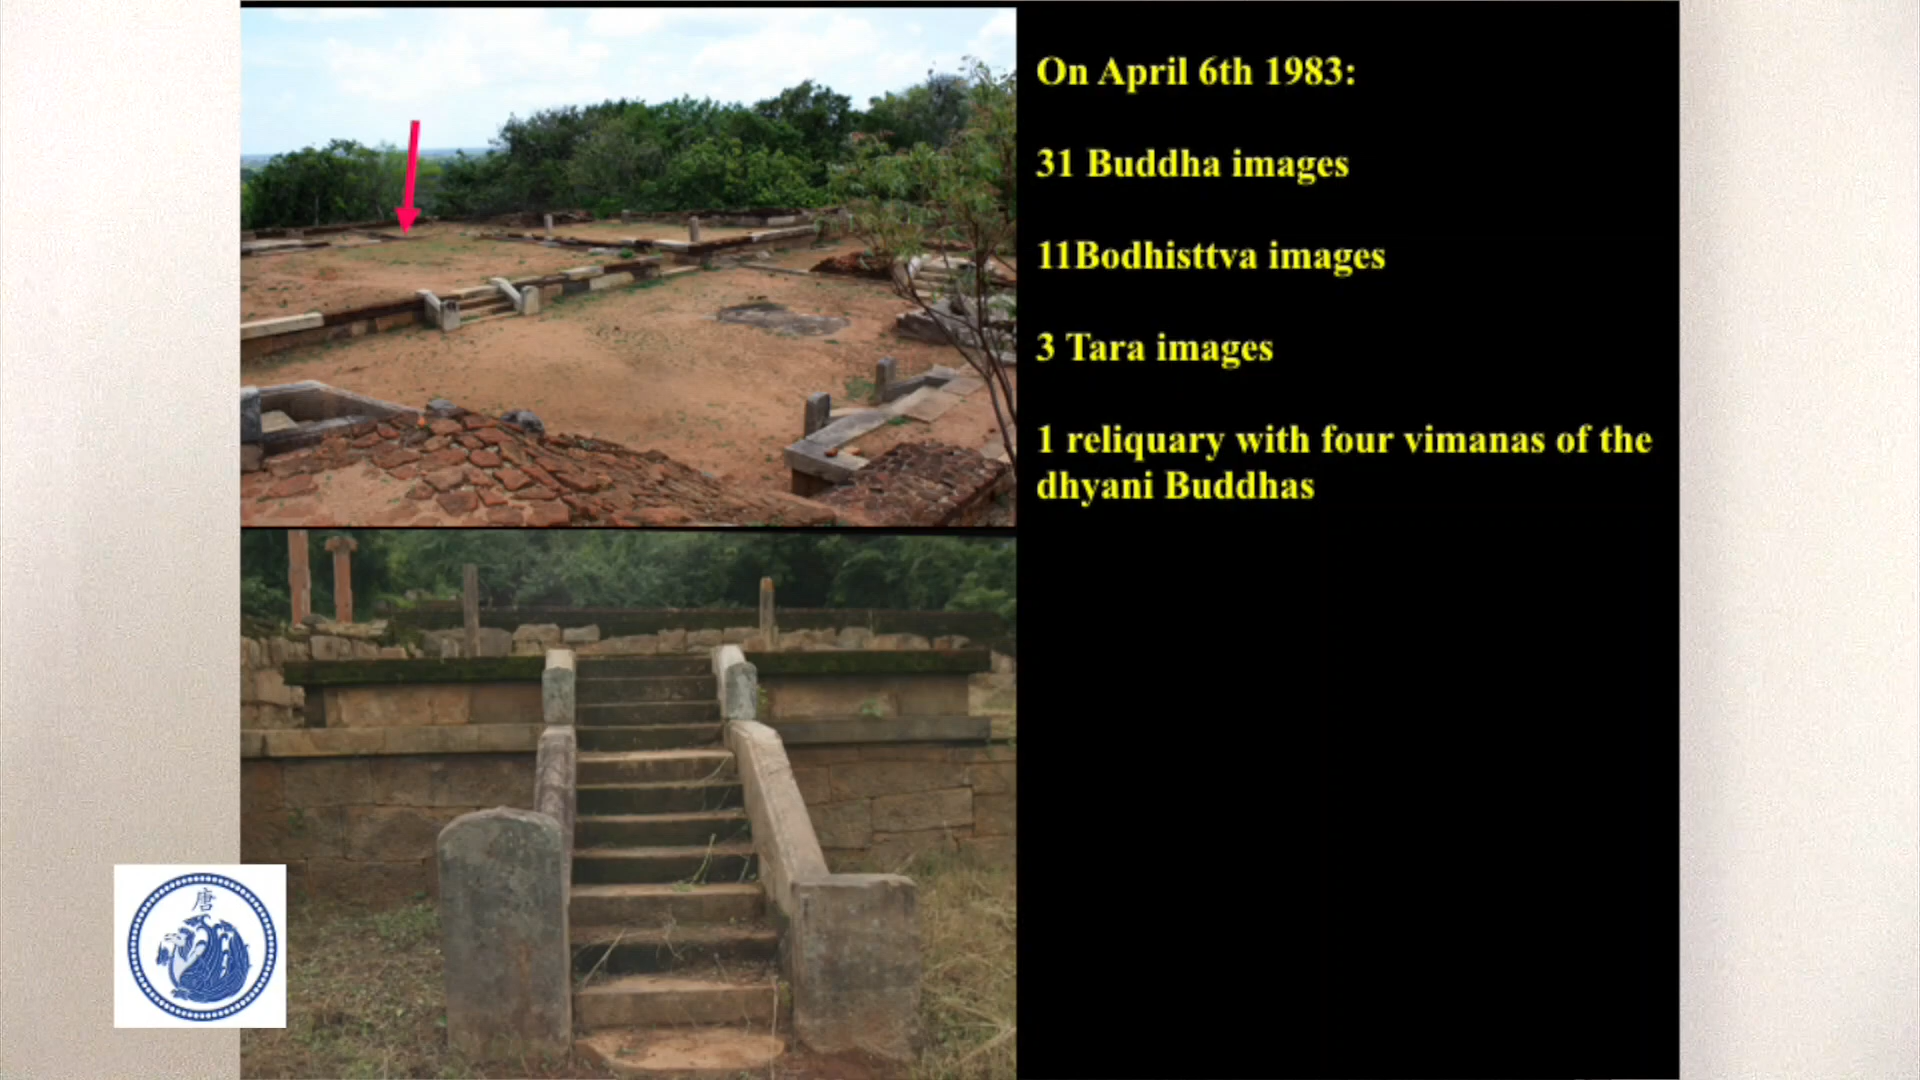 On April 6th 1983:
31 Buddha images
11Bodhisttva images
3 Tara images
1 reliquary with four vimanas of the
dhyani Buddhas
唐